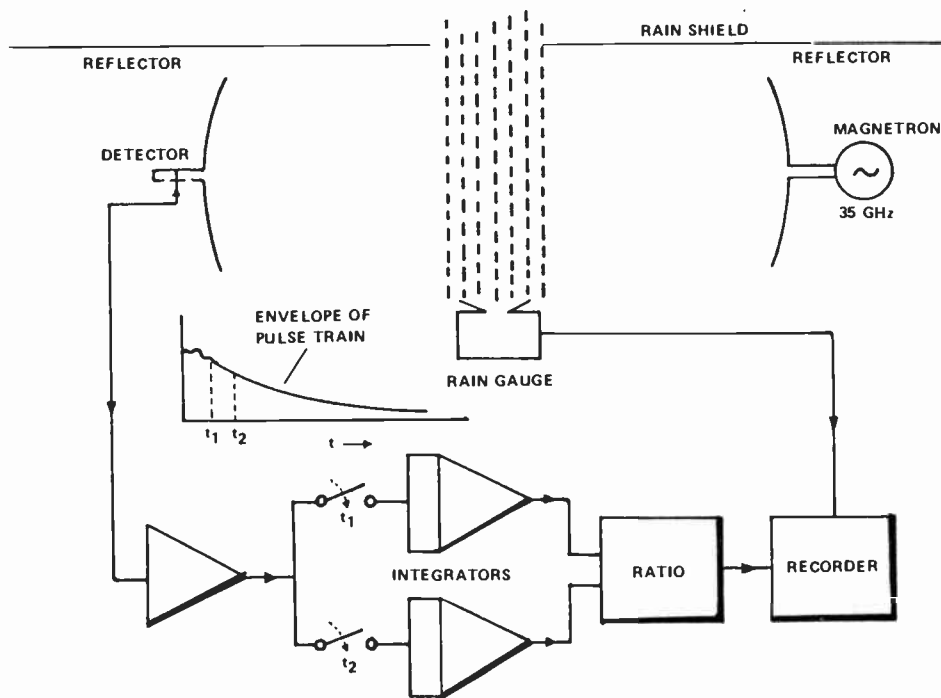 RAIN SHIELD
REFLECTOR
REFLECTOR
MAGNETRON
DETECTOR
~
35 GHz
ENVELOPE OF
PULSE TRAIN
RAIN GAUGE
t1
t2
t
t1
INTEGRATORS
RATIO
RECORDER
t2